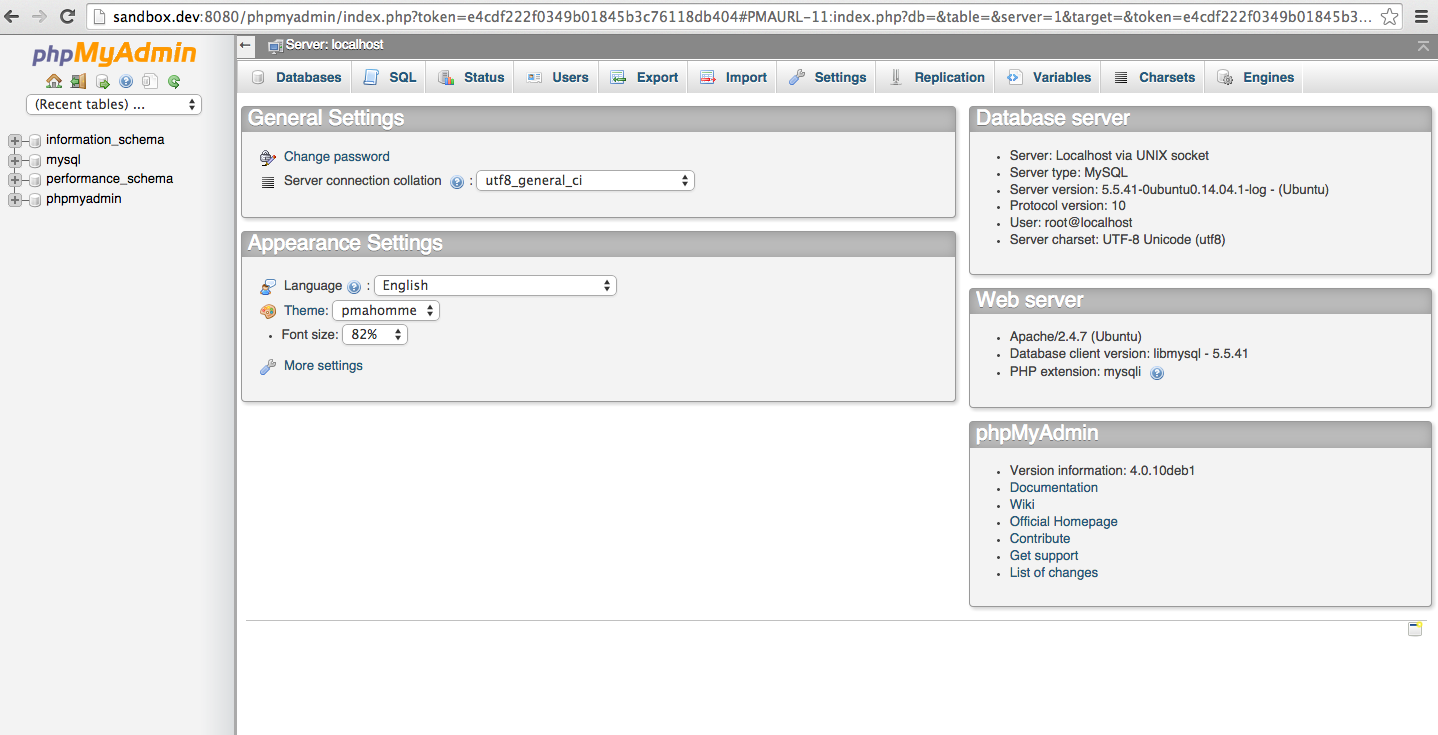 sandbox.dev:8080/phpmyadmin/index.php?token=e4cdf222f0349b01845b3c76118db404#PMAURL-11:index.php?db=&table=&server=1&target=&token=e4cdf222f0349b01845b3...
phpMyAdmin
(Recent tables) ...
information_schema
mysql
performance_schema
phpmyadmin
Server: localhost
Databases SQL Status Users Export Import Settings Replication Variables Charsets Engines
General Settings
Change password
Server connection collation : utf8_general_ci
Appearance Settings
Language : English
Theme: pmahomme
Font size: 82%
More settings
Database server
Server: Localhost via UNIX socket
Server type: MySQL
Server version: 5.5.41-0ubuntu0.14.04.1-log - (Ubuntu)
Protocol version: 10
User: root@localhost
Server charset: UTF-8 Unicode (utf8)
Web server
Apache/2.4.7 (Ubuntu)
Database client version: libmysql - 5.5.41
PHP extension: mysqli
phpMyAdmin
Version information: 4.0.10deb1
Documentation
Wiki
Official Homepage
Contribute
Get support
List of changes